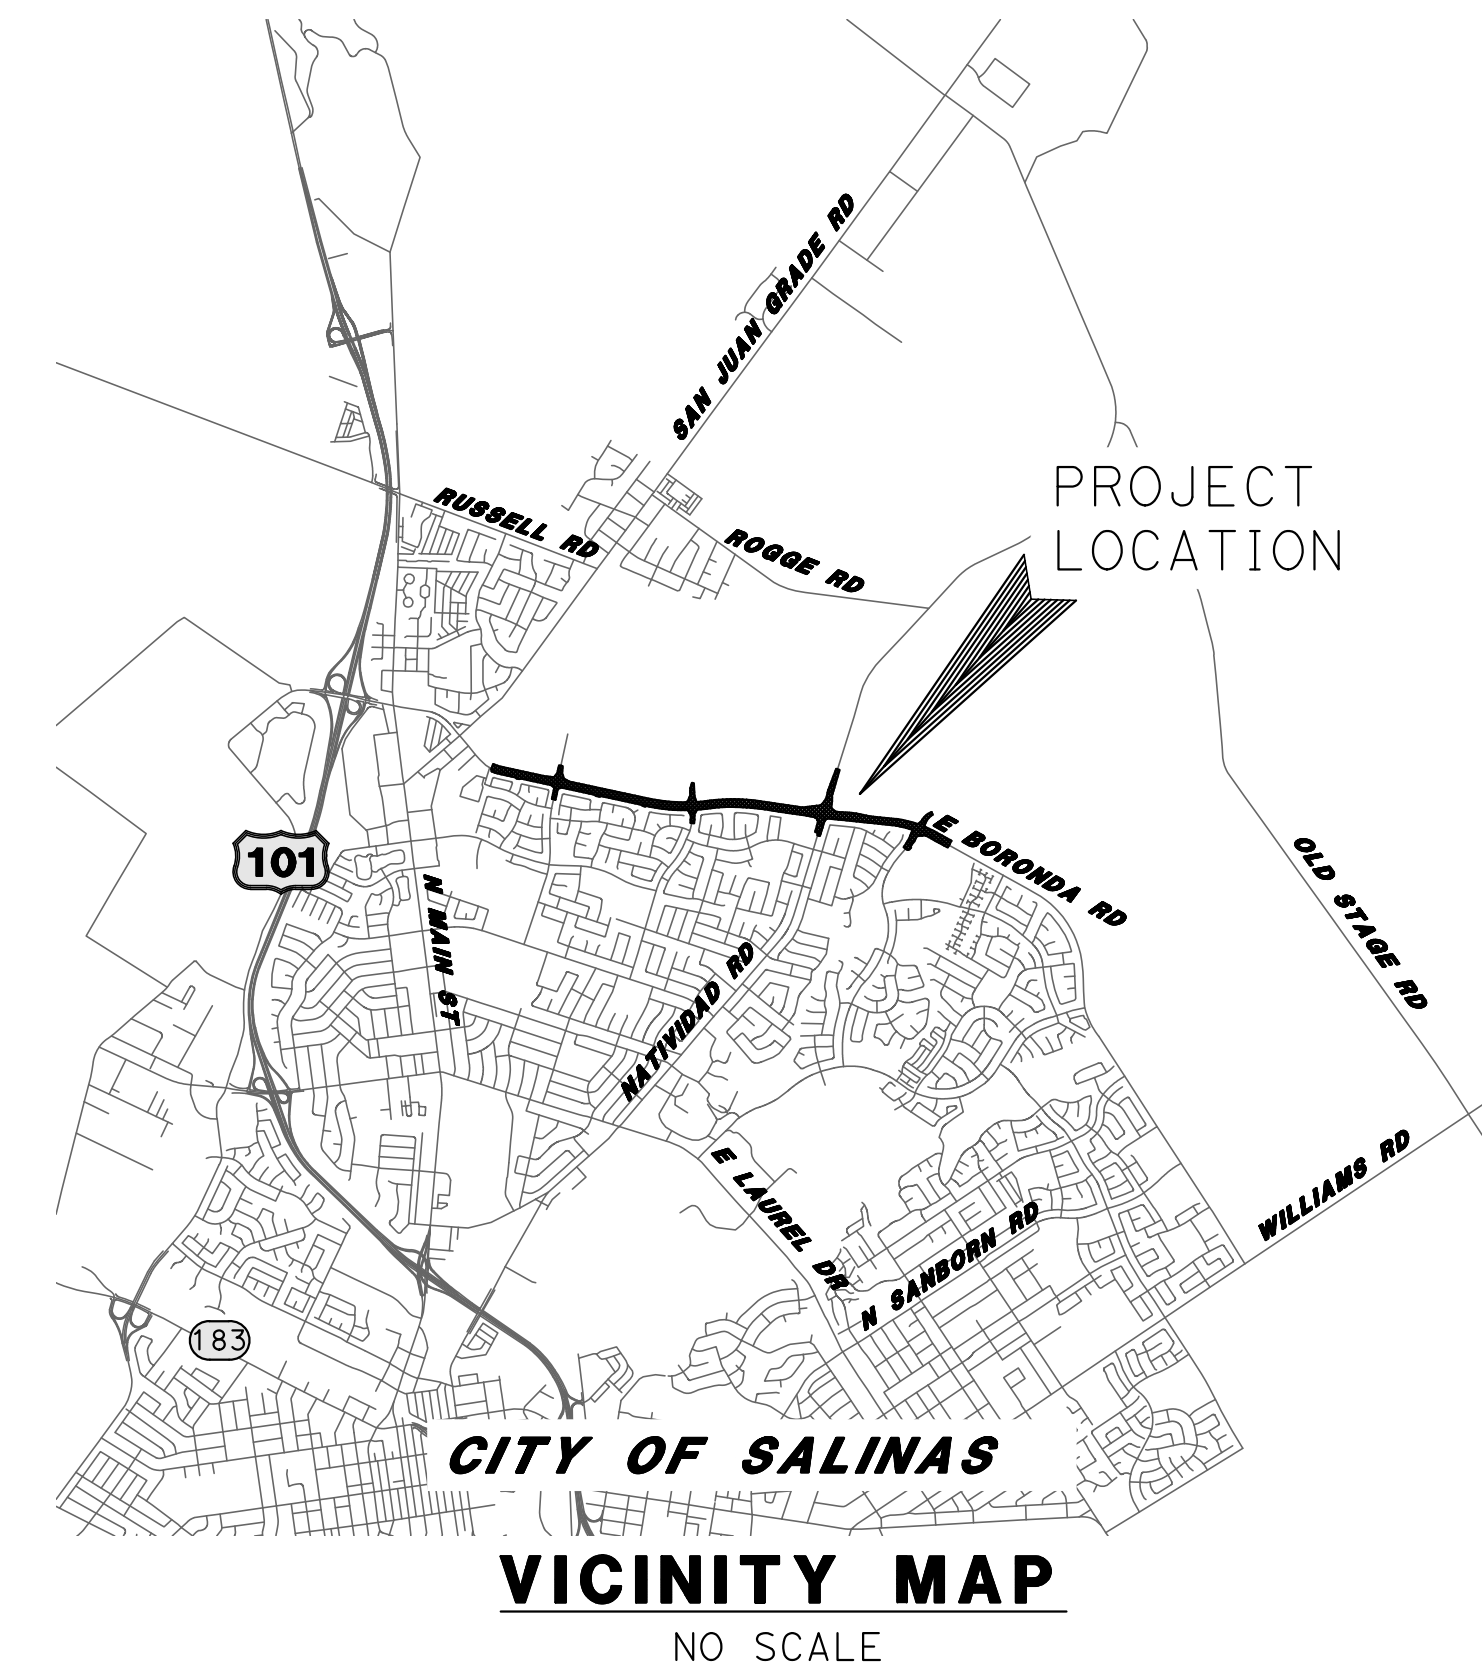 SAN JUAN GRADE RD
RUSSELL RD
ROGGE RD
PROJECT
LOCATION
E BORONDA RD
101
OLD STAGE RD
N MAIN ST
NATIVIDAD RD
E LAUREL DR
WILLIAMS RD
N SANBORN RD
183
CITY OF SALINAS
VICINITY MAP
NO SCALE